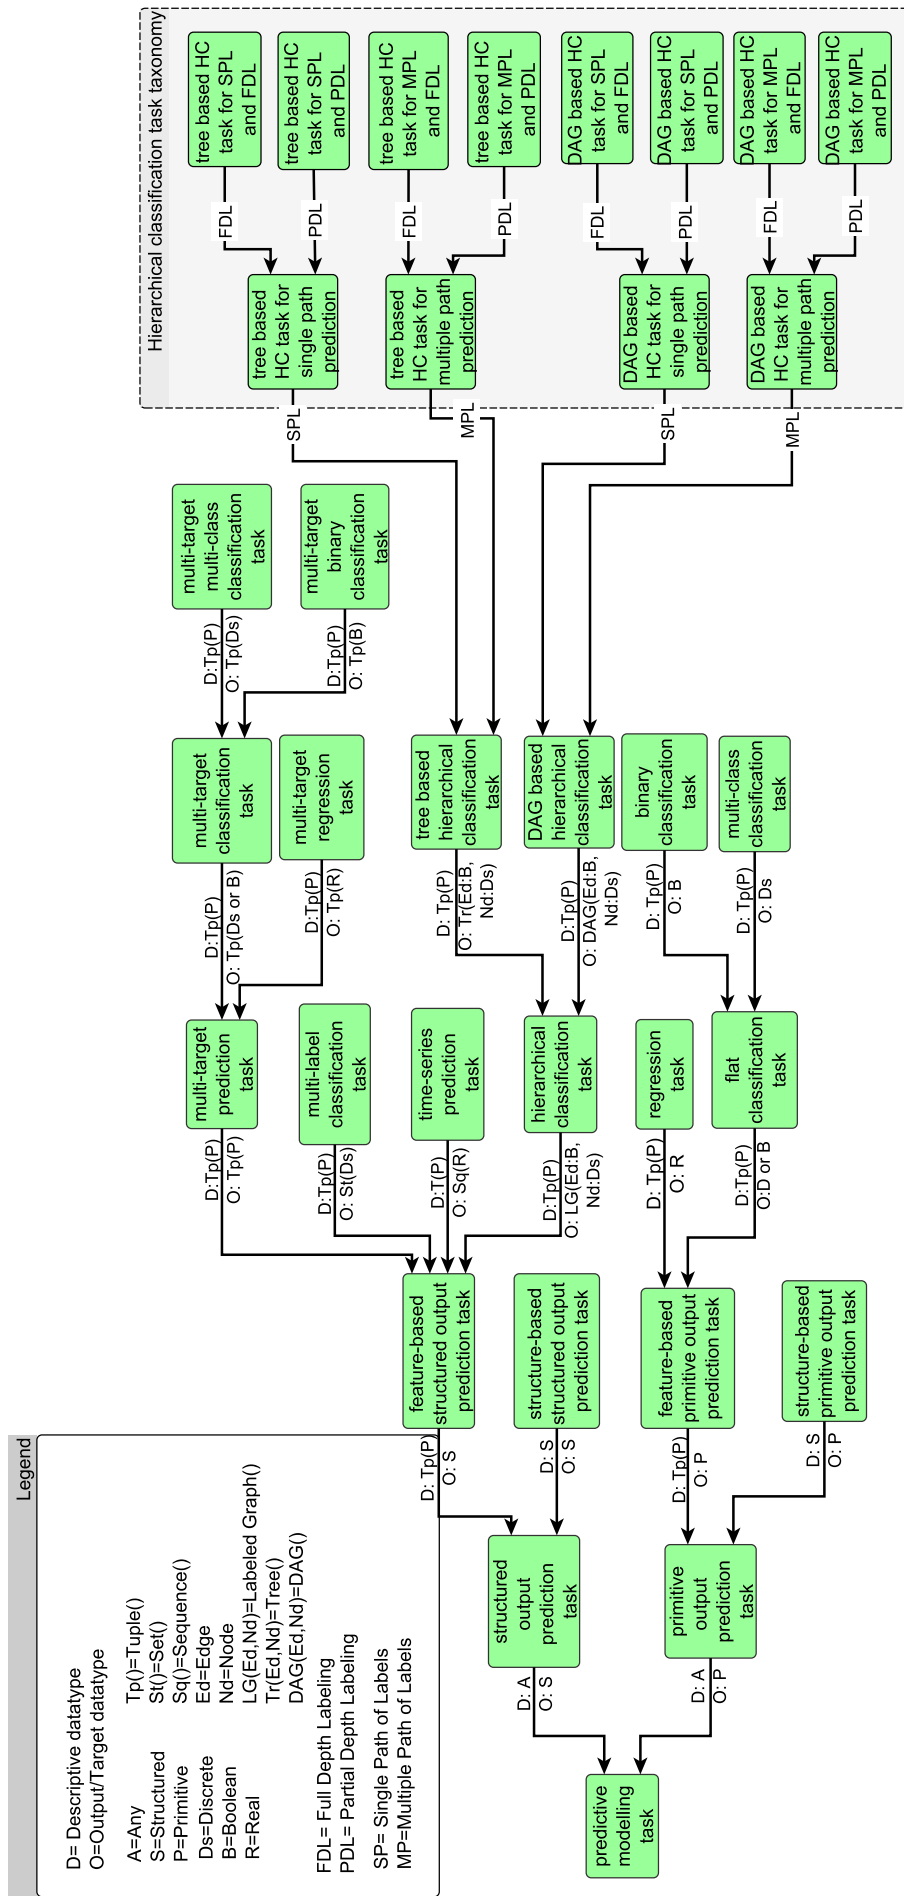 Legend
D= Descriptive datatype
O=Output/Target datatype
A=Any
S=Structured
P=Primitive
Ds=Discrete
B=Boolean
R=Real
Tp()=Tuple()
St()=Set()
Sq()=Sequence()
Ed=Edge
Nd=Node
LG(Ed,Nd)=Labeled Graph()
Tr(Ed,Nd)=Tree()
DAG(Ed,Nd)=DAG()
FDL= Full Depth Labeling
PDL= Partial Depth Labeling
SP= Single Path of Labels
MP=Multiple Path of Labels
predictive
modelling
task
D: A
O: S
D: A
O: P
structured
output
prediction
task
primitive
output
prediction
task
D: Tp(P)
O: S
D: S
O: S
D: Tp(P)
O: P
D: S
O: P
feature-based
structured output
prediction task
structure-based
structured output
prediction task
feature-based
primitive output
prediction task
structure-based
primitive output
prediction task
D:Tp(P)
O: Tp(P)
D:Tp(P)
O: St(Ds)
D:T(P)
O: Sq(R)
D:Tp(P)
O: LG(Ed:B,
Nd:Ds)
D: Tp(P)
O: R
D:Tp(P)
O:D or B
multi-target
prediction
task
multi-label
classification
task
time-series
prediction
task
hierarchical
classification
task
regression
task
flat
classification
task
D:Tp(P)
O: Tp(Ds or B)
D:Tp(P)
O: Tp(R)
D: Tp(P)
O: Tr(Ed:B,
Nd:Ds)
D:Tp(P)
O: DAG(Ed:B,
Nd:Ds)
D: Tp(P)
O: B
D: Tp(P)
O: Ds
multi-target
classification
task
multi-target
regression
task
tree based
hierarchical
classification
task
DAG based
hierarchical
classification
task
binary
classification
task
multi-class
classification
task
D:Tp(P)
O: Tp(Ds)
D:Tp(P)
O: Tp(B)
multi-target
multi-class
classification
task
multi-target
binary
classification
task
SPL
MPL
SPL
MPL
Hierarchical classification task taxonomy
tree based
HC task for
single path
prediction
tree based
HC task for
multiple path
prediction
DAG based
HC task for
single path
prediction
DAG based
HC task for
multiple path
prediction
FDL
PDL
FDL
PDL
FDL
PDL
FDL
PDL
tree based HC
task for SPL
and FDL
tree based HC
task for SPL
and PDL
tree based HC
task for MPL
and FDL
tree based HC
task for MPL
and PDL
DAG based HC
task for SPL
and FDL
DAG based HC
task for SPL
and PDL
DAG based HC
task for MPL
and FDL
DAG based HC
task for MPL
and PDL